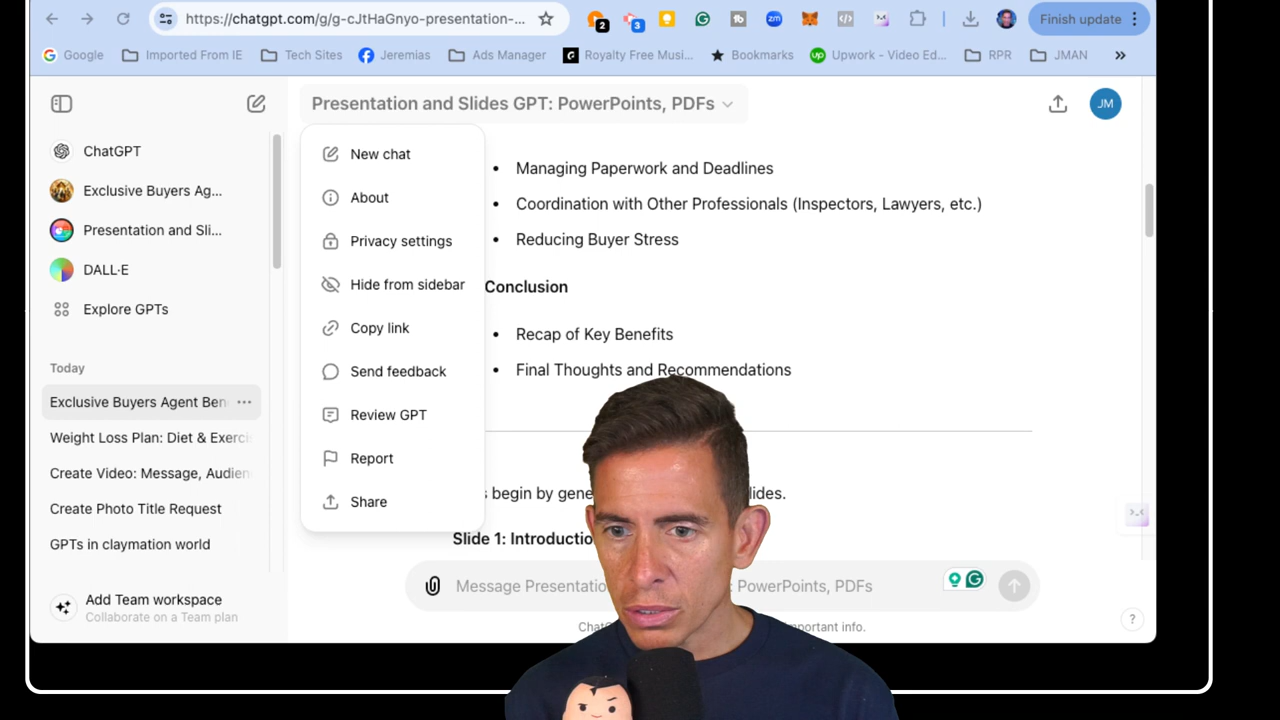 https://chatgpt.com/g/g-cJtHaGnyo-presentation-...
2
3
zm
Finish update
Google
Imported From IE
Tech Sites
Jeremias
Ads Manager
Royalty Free Musi...
Bookmarks
up
Upwork - Video Ed...
RPR
JMAN
»
Presentation and Slides GPT: PowerPoints, PDFs
JM
ChatGPT
Exclusive Buyers Ag...
Presentation and Sli...
DALL·E
Explore GPTs
Today
Exclusive Buyers Agent Ben
Weight Loss Plan: Diet & Exerci
Create Video: Message, Audien
Create Photo Title Request
GPTs in claymation world
Add Team workspace
Collaborate on a Team plan
New chat
About
Privacy settings
Hide from sidebar
Copy link
Send feedback
Review GPT
Report
Share
• Managing Paperwork and Deadlines
• Coordination with Other Professionals (Inspectors, Lawyers, etc.)
• Reducing Buyer Stress
Conclusion
• Recap of Key Benefits
• Final Thoughts and Recommendations
begin by gene
lides.
Slide 1: Introductio
Message Presentatio
: PowerPoints, PDFs
ChatG
portant info.
?